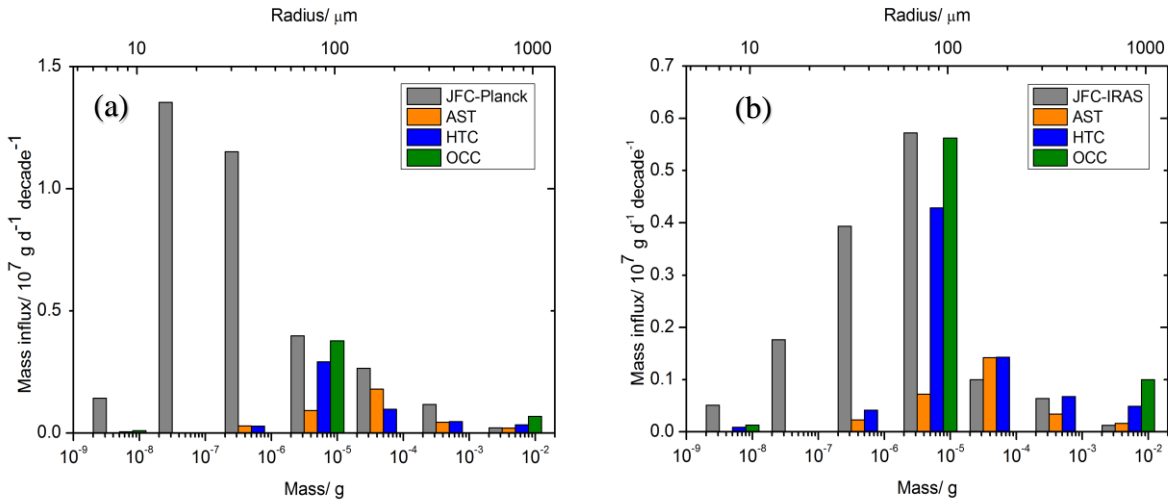 Radius/ μm
10 100 1000
1.5
1.0
0.5
0.0
Mass influx/ 10⁷ g d⁻¹ decade⁻¹
(a)
JFC-Planck
AST
HTC
OCC
10⁻⁹ 10⁻⁸ 10⁻⁷ 10⁻⁶ 10⁻⁵ 10⁻⁴ 10⁻³ 10⁻²
Mass/ g
Radius/ μm
10 100 1000
0.7
0.6
0.5
0.4
0.3
0.2
0.1
0.0
Mass influx/ 10⁷ g d⁻¹ decade⁻¹
(b)
JFC-IRAS
AST
HTC
OCC
10⁻⁹ 10⁻⁸ 10⁻⁷ 10⁻⁶ 10⁻⁵ 10⁻⁴ 10⁻³ 10⁻²
Mass/ g